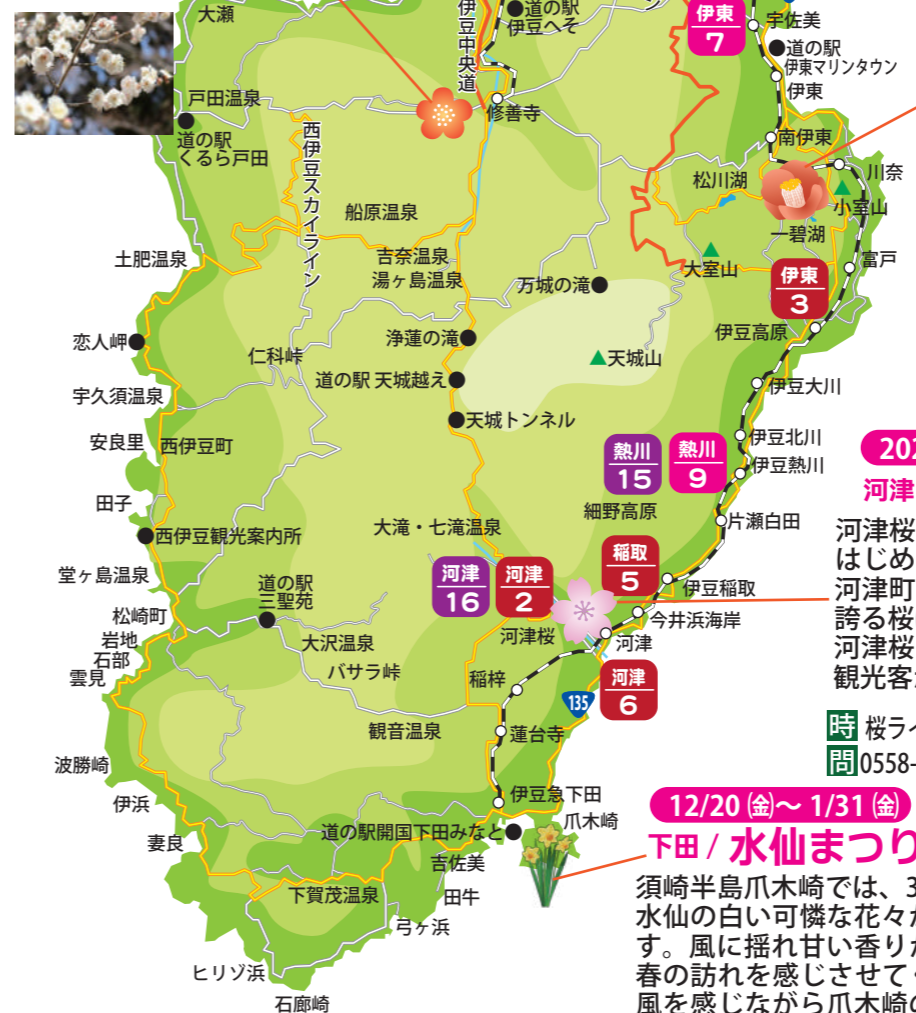 大瀬
道の駅
伊豆へそ
伊豆中央道
伊東
7
宇佐美
道の駅
伊東マリンタウン
伊東
戸田温泉
道の駅
くるら戸田
西伊豆スカイライン
修善寺
南伊東
川奈
松川湖
小室山
一碧湖
船原温泉
吉奈温泉
湯ヶ島温泉
土肥温泉
万城の滝
大室山
伊東
3
富戸
恋人岬
仁科峠
浄蓮の滝
伊豆高原
道の駅 天城越え
天城山
宇久須温泉
伊豆大川
天城トンネル
安良里
西伊豆町
伊豆北川
熱川
15
熱川
9
伊豆熱川
202
河津
田子
細野高原
片瀬白田
西伊豆観光案内所
大滝・七滝温泉
河津桜
はじめ
河津町
誇る桜
河津桜
観光客
堂ヶ島温泉
道の駅
三聖苑
河津
16
河津
2
稲取
5
伊豆稲取
今井浜海岸
松崎町
岩地
石部
雲見
大沢温泉
バサラ峠
河津桜
河津
稲梓
135
河津
6
観音温泉
蓮台寺
時 桜ライ
問0558-
波勝崎
伊浜
伊豆急下田
爪木崎
12/20㈮～1/31㈮
下田 / 水仙まつり
妻良
道の駅開国下田みなと
吉佐美
須崎半島爪木崎では、3
水仙の白い可憐な花々が
す。風に揺れ甘い香りが
春の訪れを感じさせてく
風を感じながら爪木崎の
下賀茂温泉
田牛
弓ヶ浜
ヒリゾ浜
石廊崎